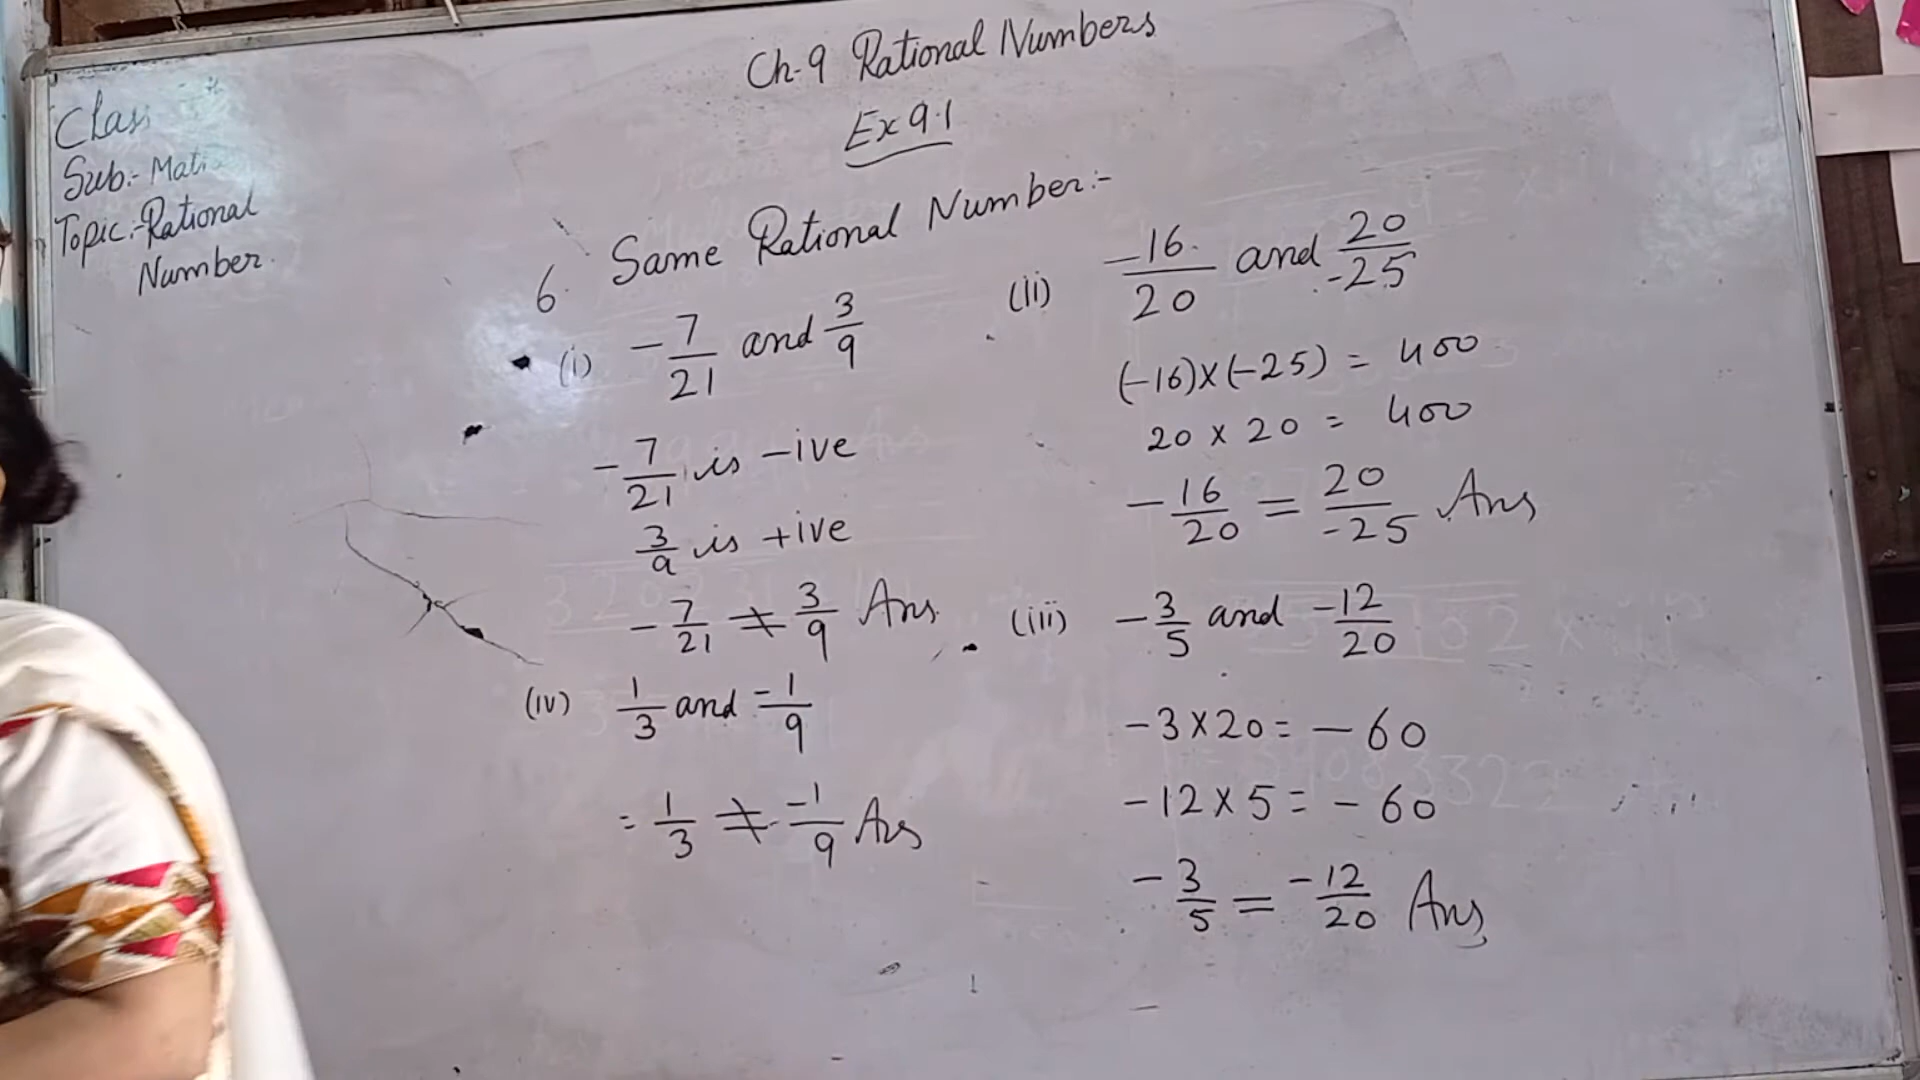 Ch-9 Rational Numbers
Ex 9.1
Clas
Sub:- Mat
Topic:-Rational
Number.
6. Same Rational Number:-
(i) -7/21 and 3/9
-7/21 is -ive
3/9 is +ive
-7/21 ≠ 3/9 Ans.
(iv) 1/3 and -1/9
= 1/3 ≠ -1/9 Ans
(ii) -16/20 and 20/-25
(-16)×(-25) = 400
20 × 20 = 400
-16/20 = 20/-25 Ans
(iii) -3/5 and -12/20
-3×20 = -60
-12×5 = -60
-3/5 = -12/20 Ans